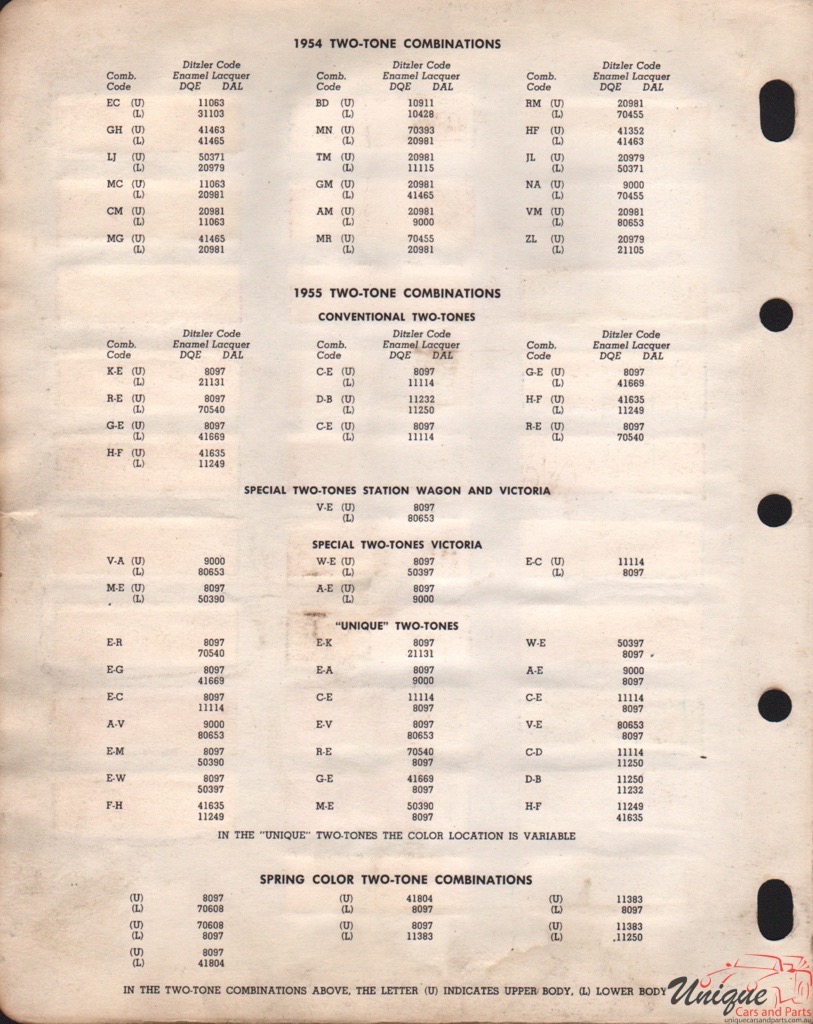 1954 TWO-TONE COMBINATIONS
Ditzler Code Ditzler Code Ditzler Code
Comb. Enamel Lacquer Comb. Enamel Lacquer Comb. Enamel Lacquer
Code DQE DAL Code DQE DAL Code DQE DAL
EC (U) 11063 BD (U) 10911 RM (U) 20981
(L) 31103 (L) 10428 (L) 70455
GH (U) 41463 MN (U) 70393 HF (U) 41352
(L) 41465 (L) 20981 (L) 41463
LJ (U) 50371 TM (U) 20981 JL (U) 20979
(L) 20979 (L) 11115 (L) 50371
MC (U) 11063 GM (U) 20981 NA (U) 9000
(L) 20981 (L) 41465 (L) 70455
CM (U) 20981 AM (U) 20981 VM (U) 20981
(L) 11063 (L) 9000 (L) 80653
MG (U) 41465 MR (U) 70455 ZL (U) 20979
(L) 20981 (L) 20981 (L) 21105
1955 TWO-TONE COMBINATIONS
CONVENTIONAL TWO-TONES
Ditzler Code Ditzler Code Ditzler Code
Comb. Enamel Lacquer Comb. Enamel Lacquer Comb. Enamel Lacquer
Code DQE DAL Code DQE DAL Code DQE DAL
K-E (U) 8097 C-E (U) 8097 G-E (U) 8097
(L) 21131 (L) 11114 (L) 41669
R-E (U) 8097 D-B (U) 11232 H-F (U) 41635
(L) 70540 (L) 11250 (L) 11249
G-E (U) 8097 C-E (U) 8097 R-E (U) 8097
(L) 41669 (L) 11114 (L) 70540
H-F (U) 41635
(L) 11249
SPECIAL TWO-TONES STATION WAGON AND VICTORIA
V-E (U) 8097
(L) 80653
SPECIAL TWO-TONES VICTORIA
V-A (U) 9000 W-E (U) 8097 E-C (U) 11114
(L) 80653 (L) 50397 (L) 8097
M-E (U) 8097 A-E (U) 8097
(L) 50390 (L) 9000
"UNIQUE" TWO-TONES
E-R 8097 E-K 8097 W-E 50397
70540 21131 8097
E-G 8097 E-A 8097 A-E 9000
41669 9000 8097
E-C 8097 C-E 11114 C-E 11114
11114 8097 8097
A-V 9000 E-V 8097 V-E 80653
80653 80653 8097
E-M 8097 R-E 70540 C-D 11114
50390 8097 11250
E-W 8097 G-E 41669 D-B 11250
50397 8097 11232
F-H 41635 M-E 50390 H-F 11249
11249 8097 41635
IN THE "UNIQUE" TWO-TONES THE COLOR LOCATION IS VARIABLE
SPRING COLOR TWO-TONE COMBINATIONS
(U) 8097 (U) 41804 (U) 11383
(L) 70608 (L) 8097 (L) 8097
(U) 70608 (U) 8097 (U) 11383
(L) 8097 (L) 11383 (L) 11250
(U) 8097
(L) 41804
IN THE TWO-TONE COMBINATIONS ABOVE, THE LETTER (U) INDICATES UPPER BODY, (L) LOWER BODY
Unique
Cars and Parts
uniquecarsandparts.com.au